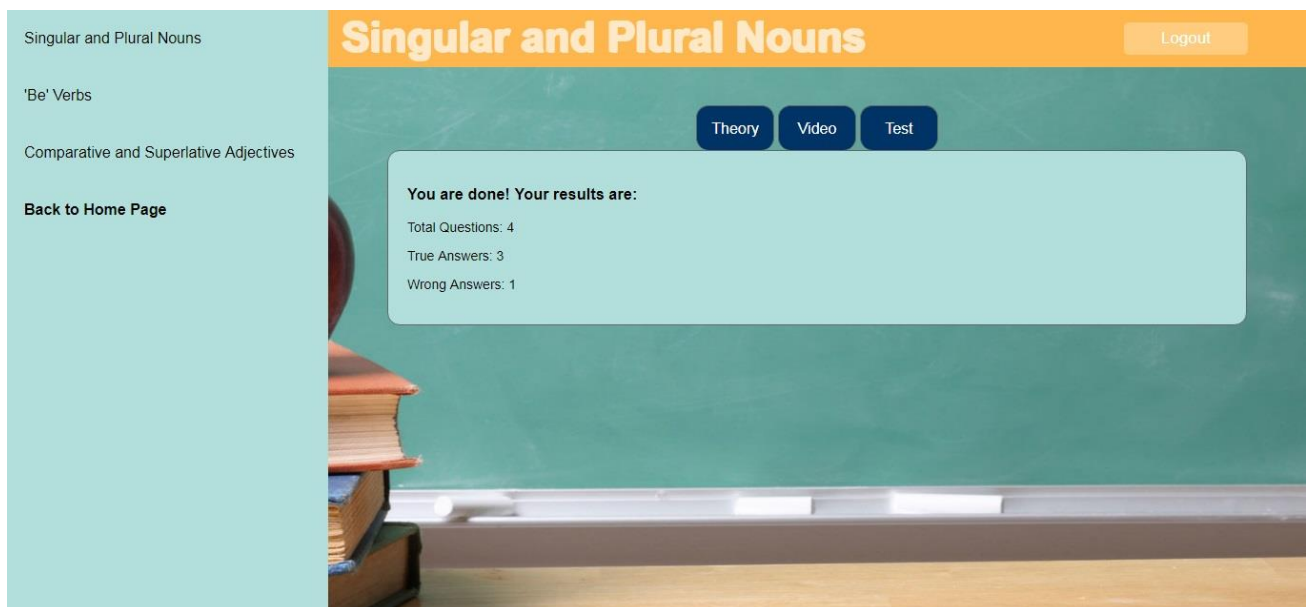 Singular and Plural Nouns
'Be' Verbs
Comparative and Superlative Adjectives
Back to Home Page
Singular and Plural Nouns
Logout
Theory
Video
Test
You are done! Your results are:
Total Questions: 4
True Answers: 3
Wrong Answers: 1